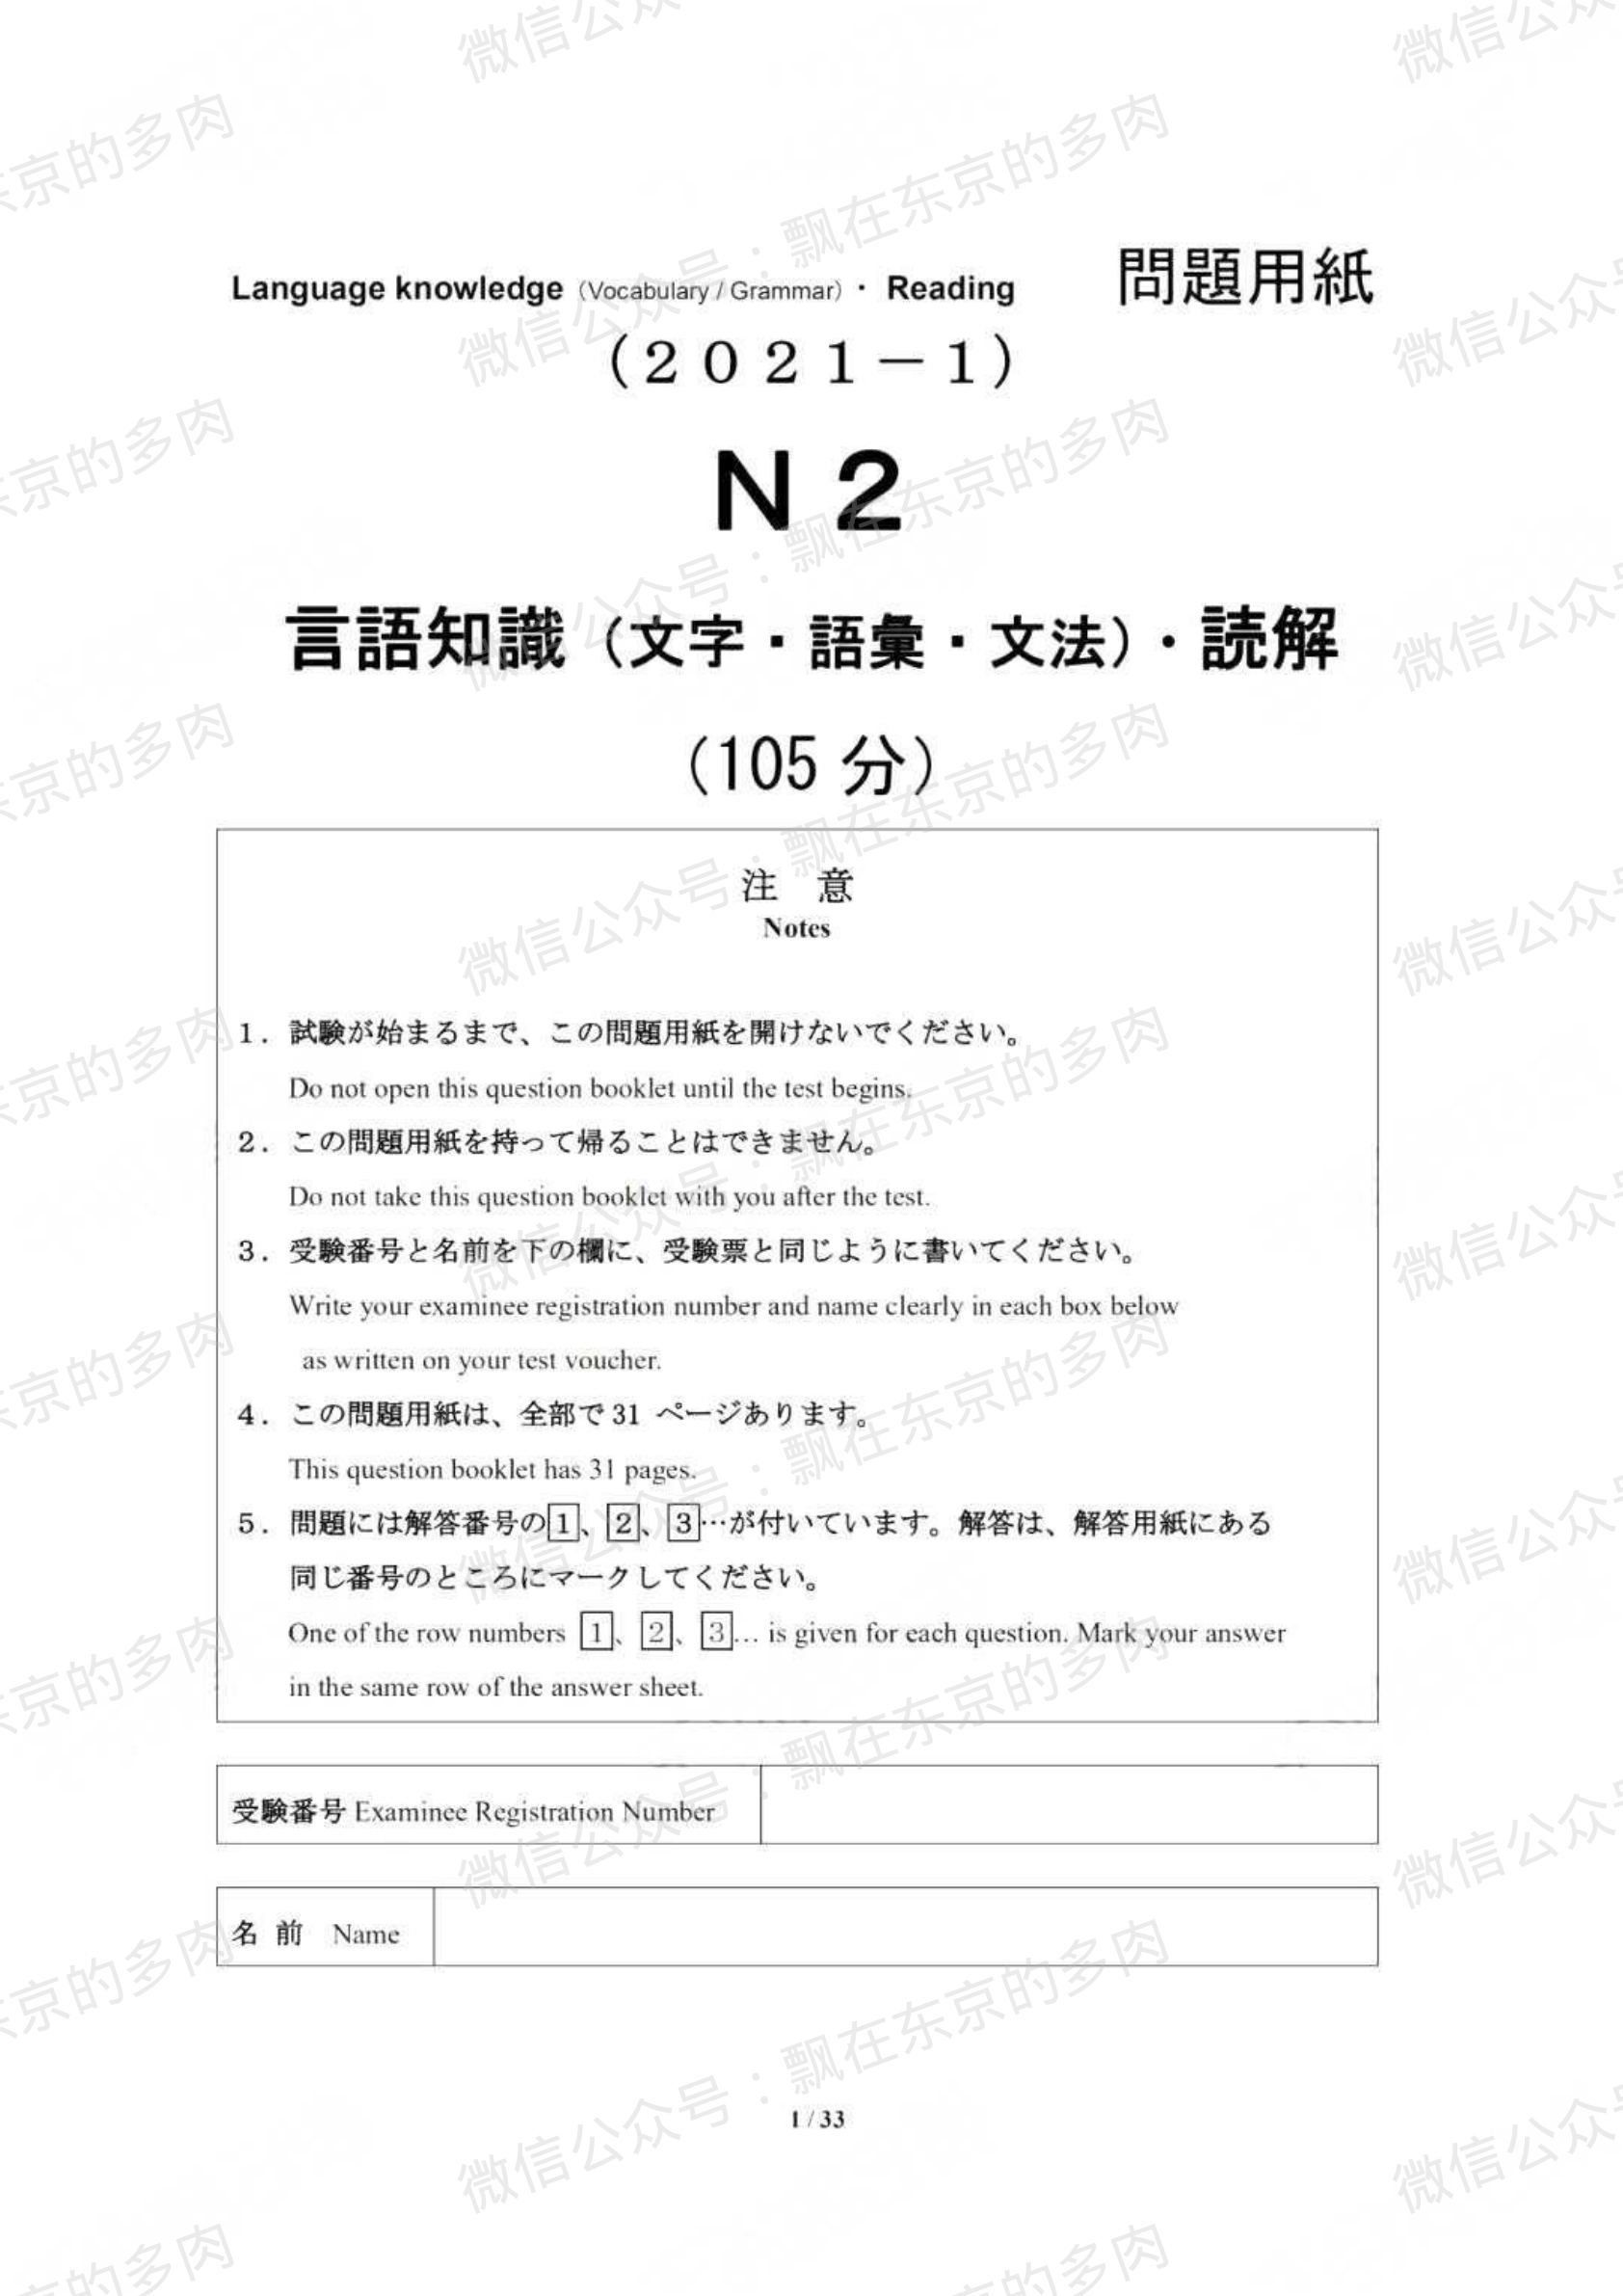 Language knowledge (Vocabulary / Grammar)・ Reading 問題用紙
(2021-1)
N2
言語知識(文字・語彙・文法)・読解
(105分)
注 意
Notes
1. 試験が始まるまで、この問題用紙を開けないでください。
Do not open this question booklet until the test begins.
2. この問題用紙を持って帰ることはできません。
Do not take this question booklet with you after the test.
3. 受験番号と名前を下の欄に、受験票と同じように書いてください。
Write your examinee registration number and name clearly in each box below
as written on your test voucher.
4. この問題用紙は、全部で31 ページあります。
This question booklet has 31 pages.
5. 問題には解答番号の1、2、3…が付いています。解答は、解答用紙にある
同じ番号のところにマークしてください。
One of the row numbers 1、2、3… is given for each question. Mark your answer
in the same row of the answer sheet.
受験番号 Examinee Registration Number
名 前 Name
1 / 33
微信公众号:飘在东京的多肉